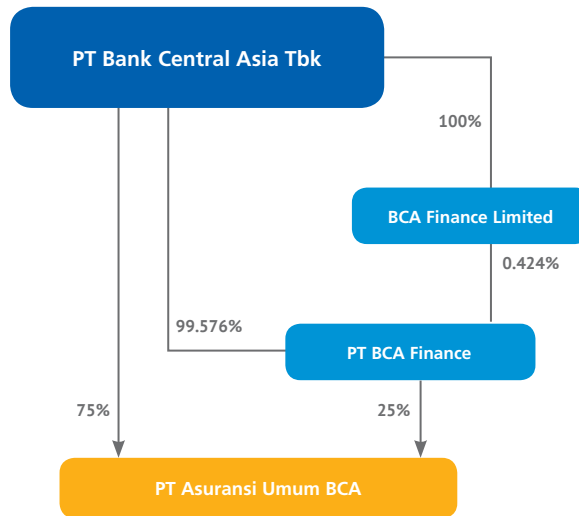 PT Bank Central Asia Tbk
100%
BCA Finance Limited
0.424%
99.576%
PT BCA Finance
75%
25%
PT Asuransi Umum BCA